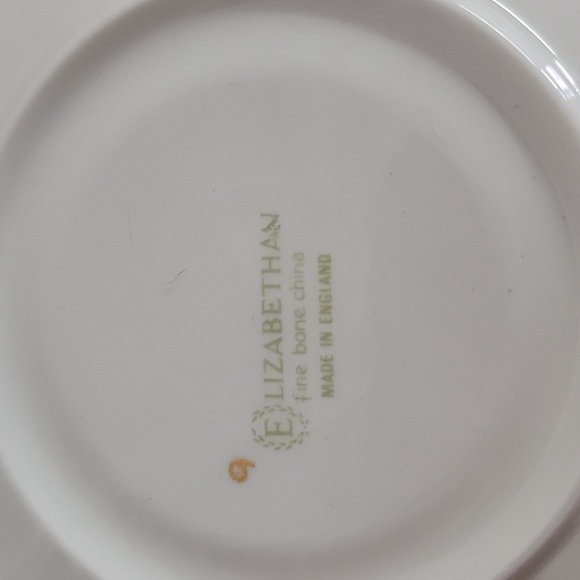 ELIZABETHAN
fine bone china
MADE IN ENGLAND